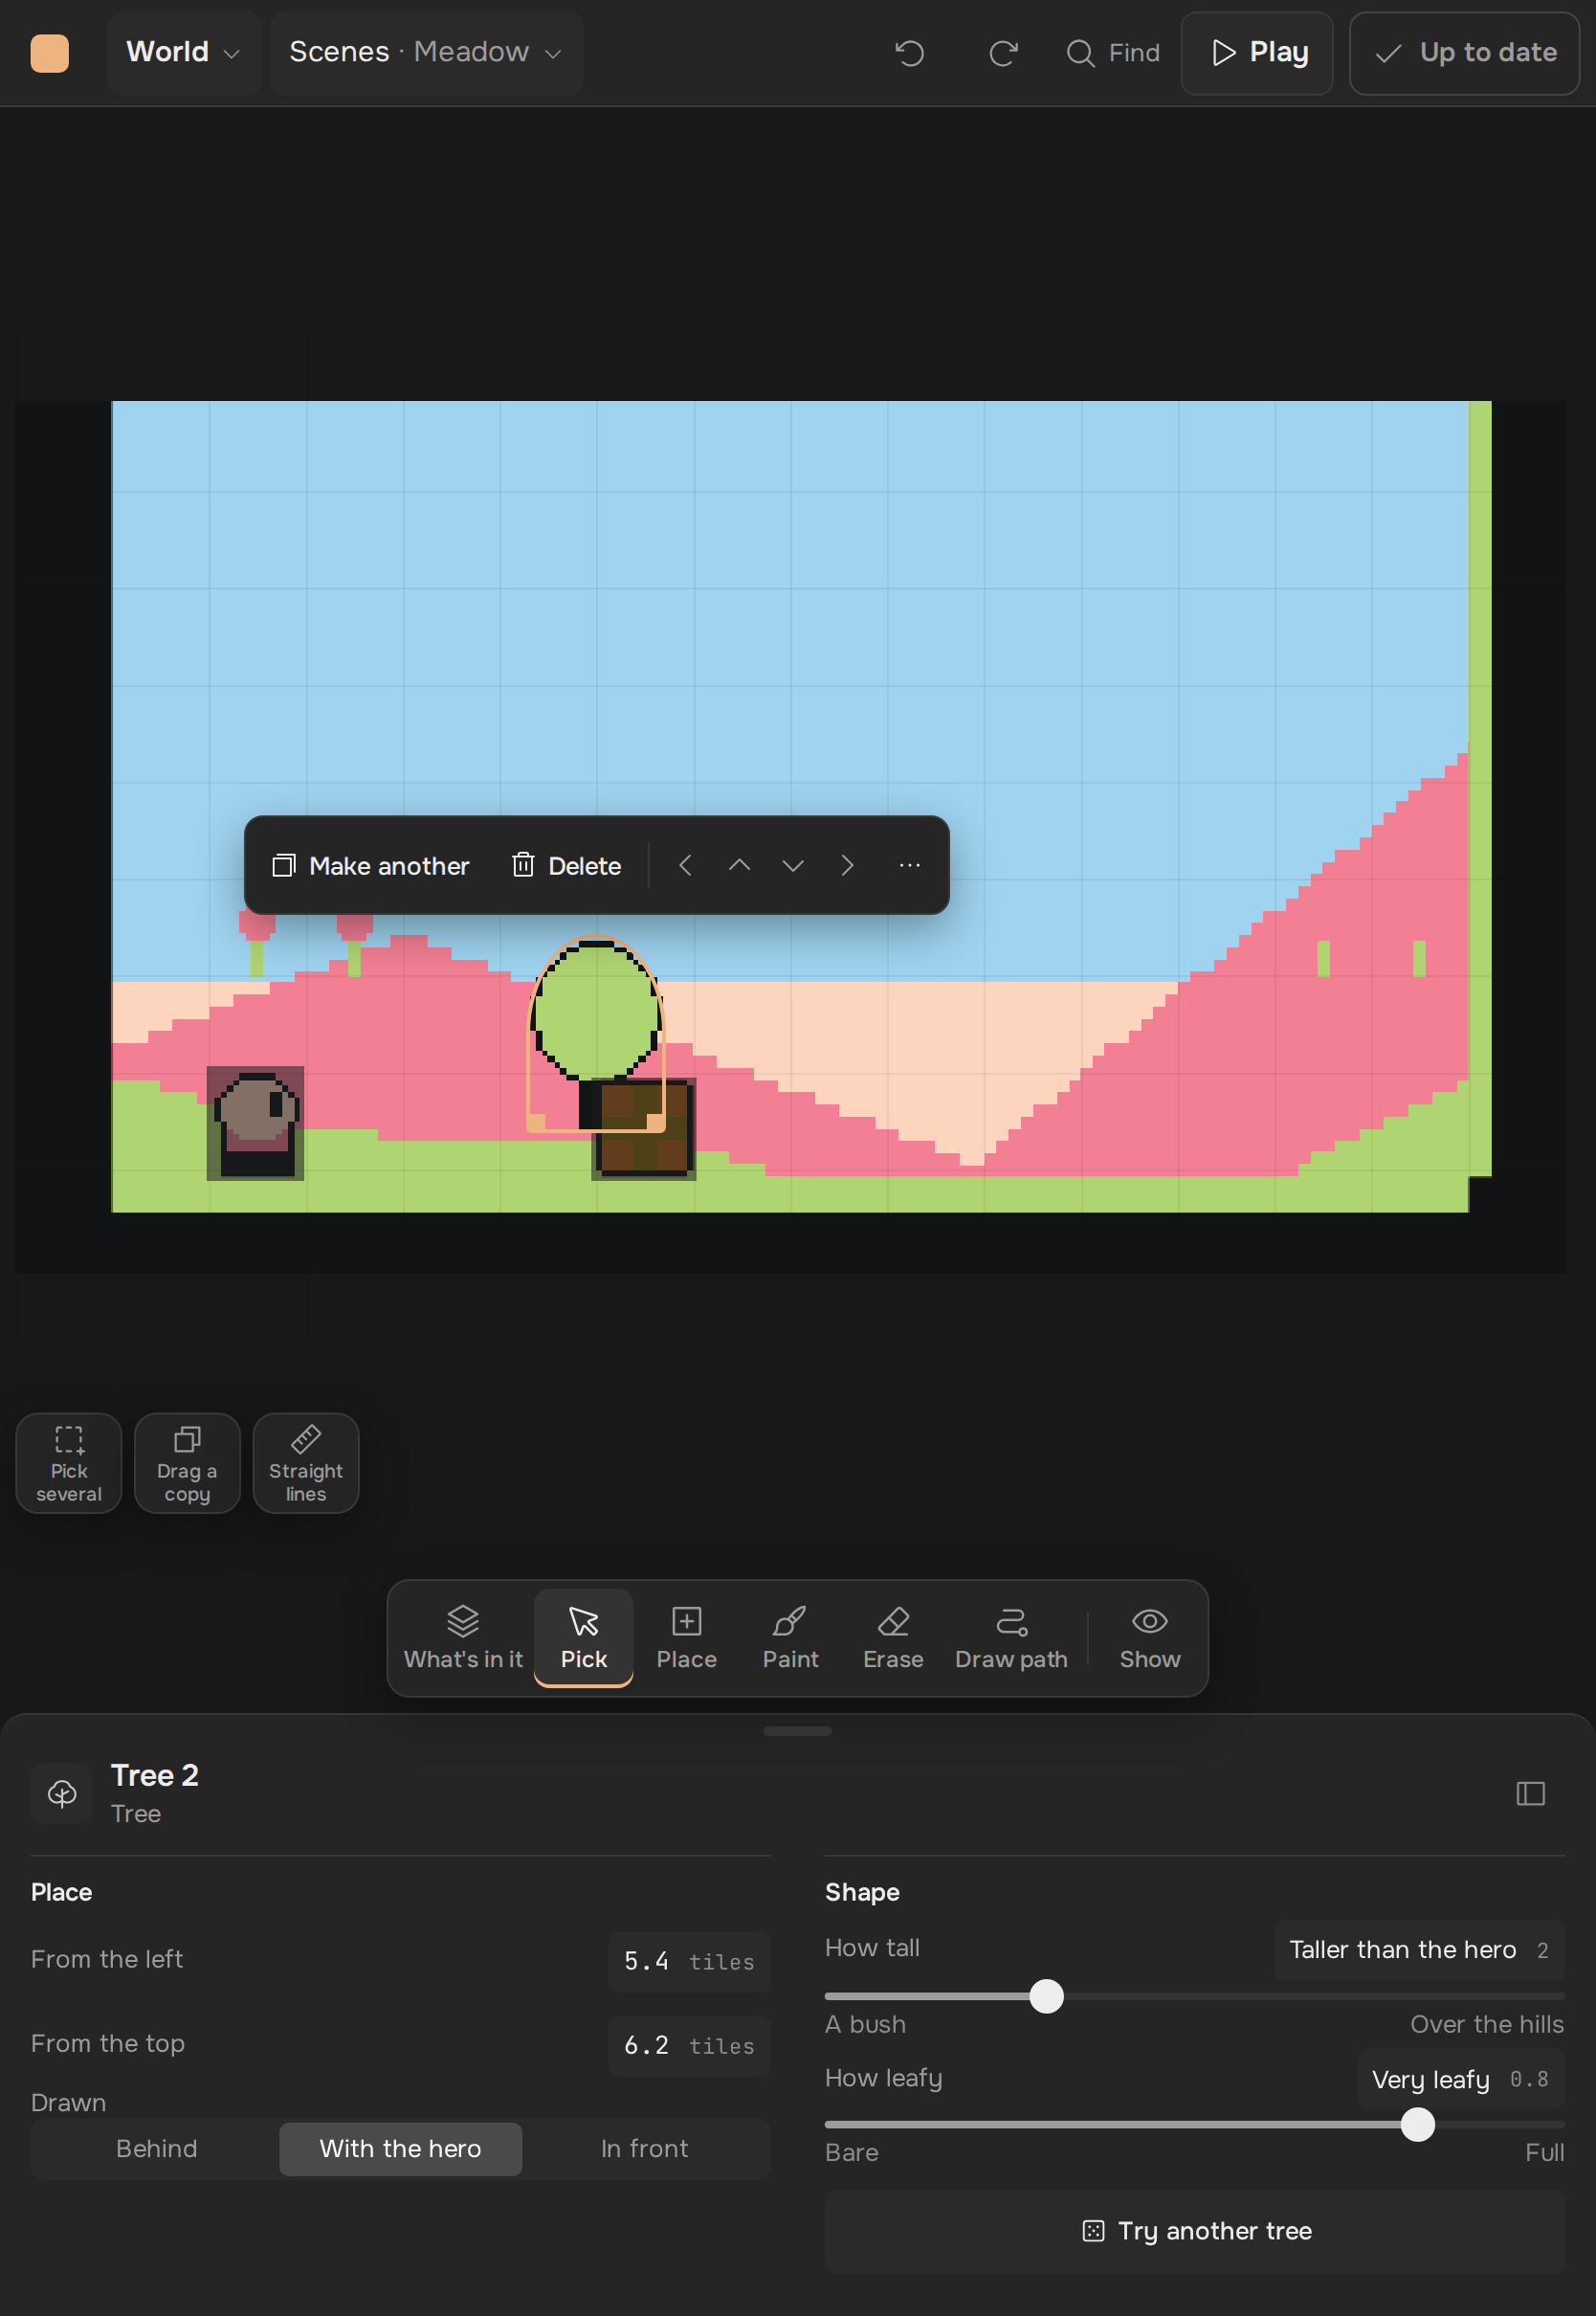 World
Scenes · Meadow
Find
Play
Up to date
Make another
Delete
Pick
several
Drag a
copy
Straight
lines
What's in it
Pick
Place
Paint
Erase
Draw path
Show
Tree 2
Tree
Place
From the left
5.4 tiles
From the top
6.2 tiles
Drawn
Behind
With the hero
In front
Shape
How tall
Taller than the hero 2
A bush
Over the hills
How leafy
Very leafy 0.8
Bare
Full
Try another tree